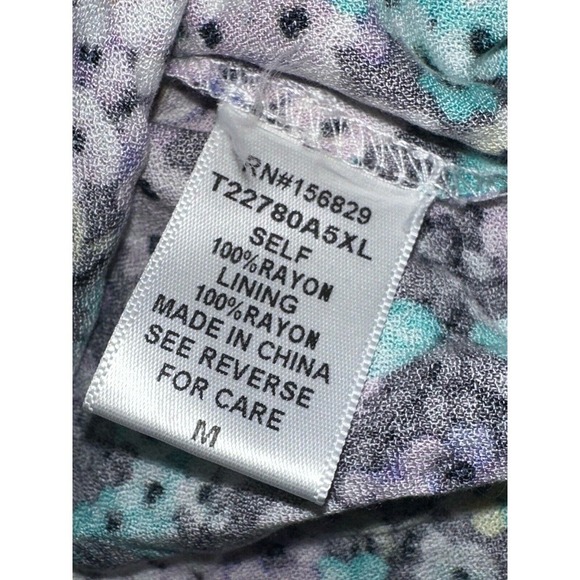 RN#156829
T22780A5XL
SELF
100%RAYON
LINING
100%RAYON
MADE IN CHINA
SEE REVERSE
FOR CARE
M